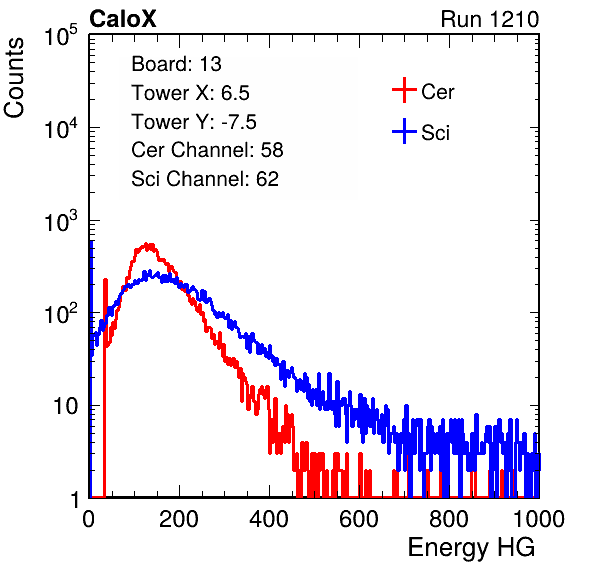 CaloX Run 1210
Counts
Board: 13
Tower X: 6.5
Tower Y: -7.5
Cer Channel: 58
Sci Channel: 62
Cer
Sci
10^5
10^4
10^3
10^2
10
1
0 200 400 600 800 1000
Energy HG